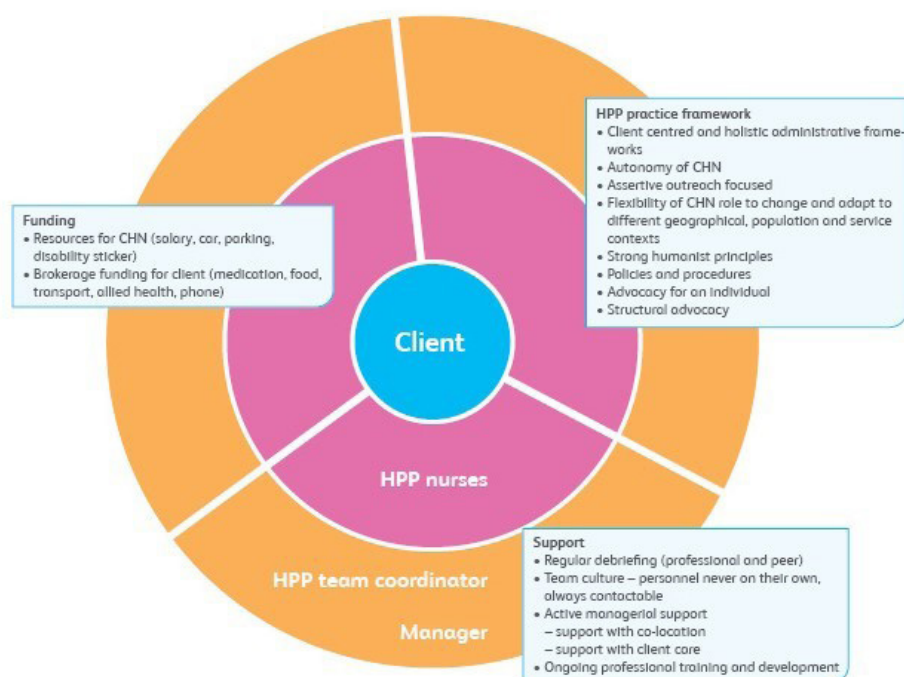 HPP practice framework
• Client centred and holistic administrative frame-
works
• Autonomy of CHN
• Assertive outreach focused
• Flexibility of CHN role to change and adapt to
different geographical, population and service
contexts
• Strong humanist principles
• Policies and procedures
• Advocacy for an individual
• Structural advocacy
Funding
• Resources for CHN (salary, car, parking,
disability sticker)
• Brokerage funding for client (medication, food,
transport, allied health, phone)
Client
HPP nurses
HPP team coordinator
Manager
Support
• Regular debriefing (professional and peer)
• Team culture – personnel never on their own,
always contactable
• Active managerial support
– support with co-location
– support with client care
• Ongoing professional training and development